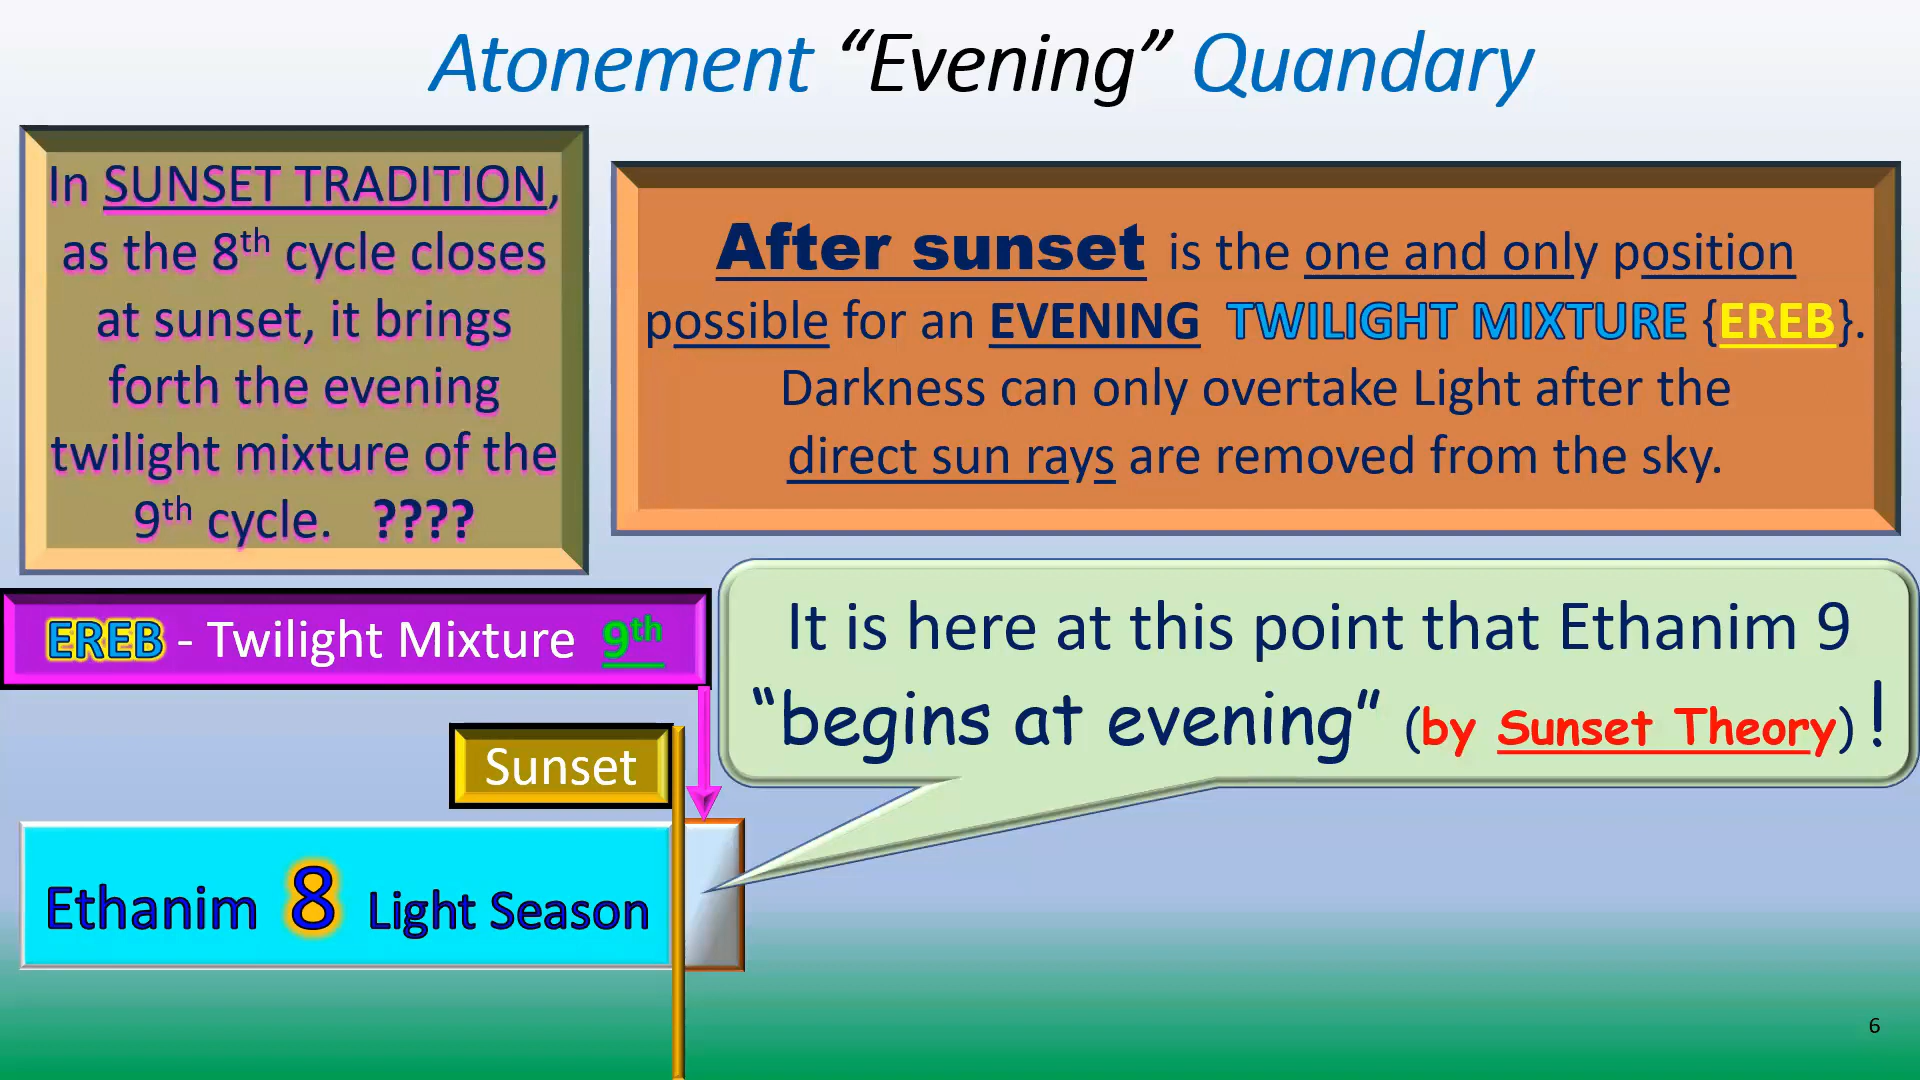 Atonement “Evening” Quandary
In SUNSET TRADITION,
as the 8th cycle closes
at sunset, it brings
forth the evening
twilight mixture of the
9th cycle. ????
After sunset is the one and only position
possible for an EVENING TWILIGHT MIXTURE {EREB}.
Darkness can only overtake Light after the
direct sun rays are removed from the sky.
EREB - Twilight Mixture 9th
It is here at this point that Ethanim 9
“begins at evening” (by Sunset Theory) !
Sunset
Ethanim 8 Light Season
6